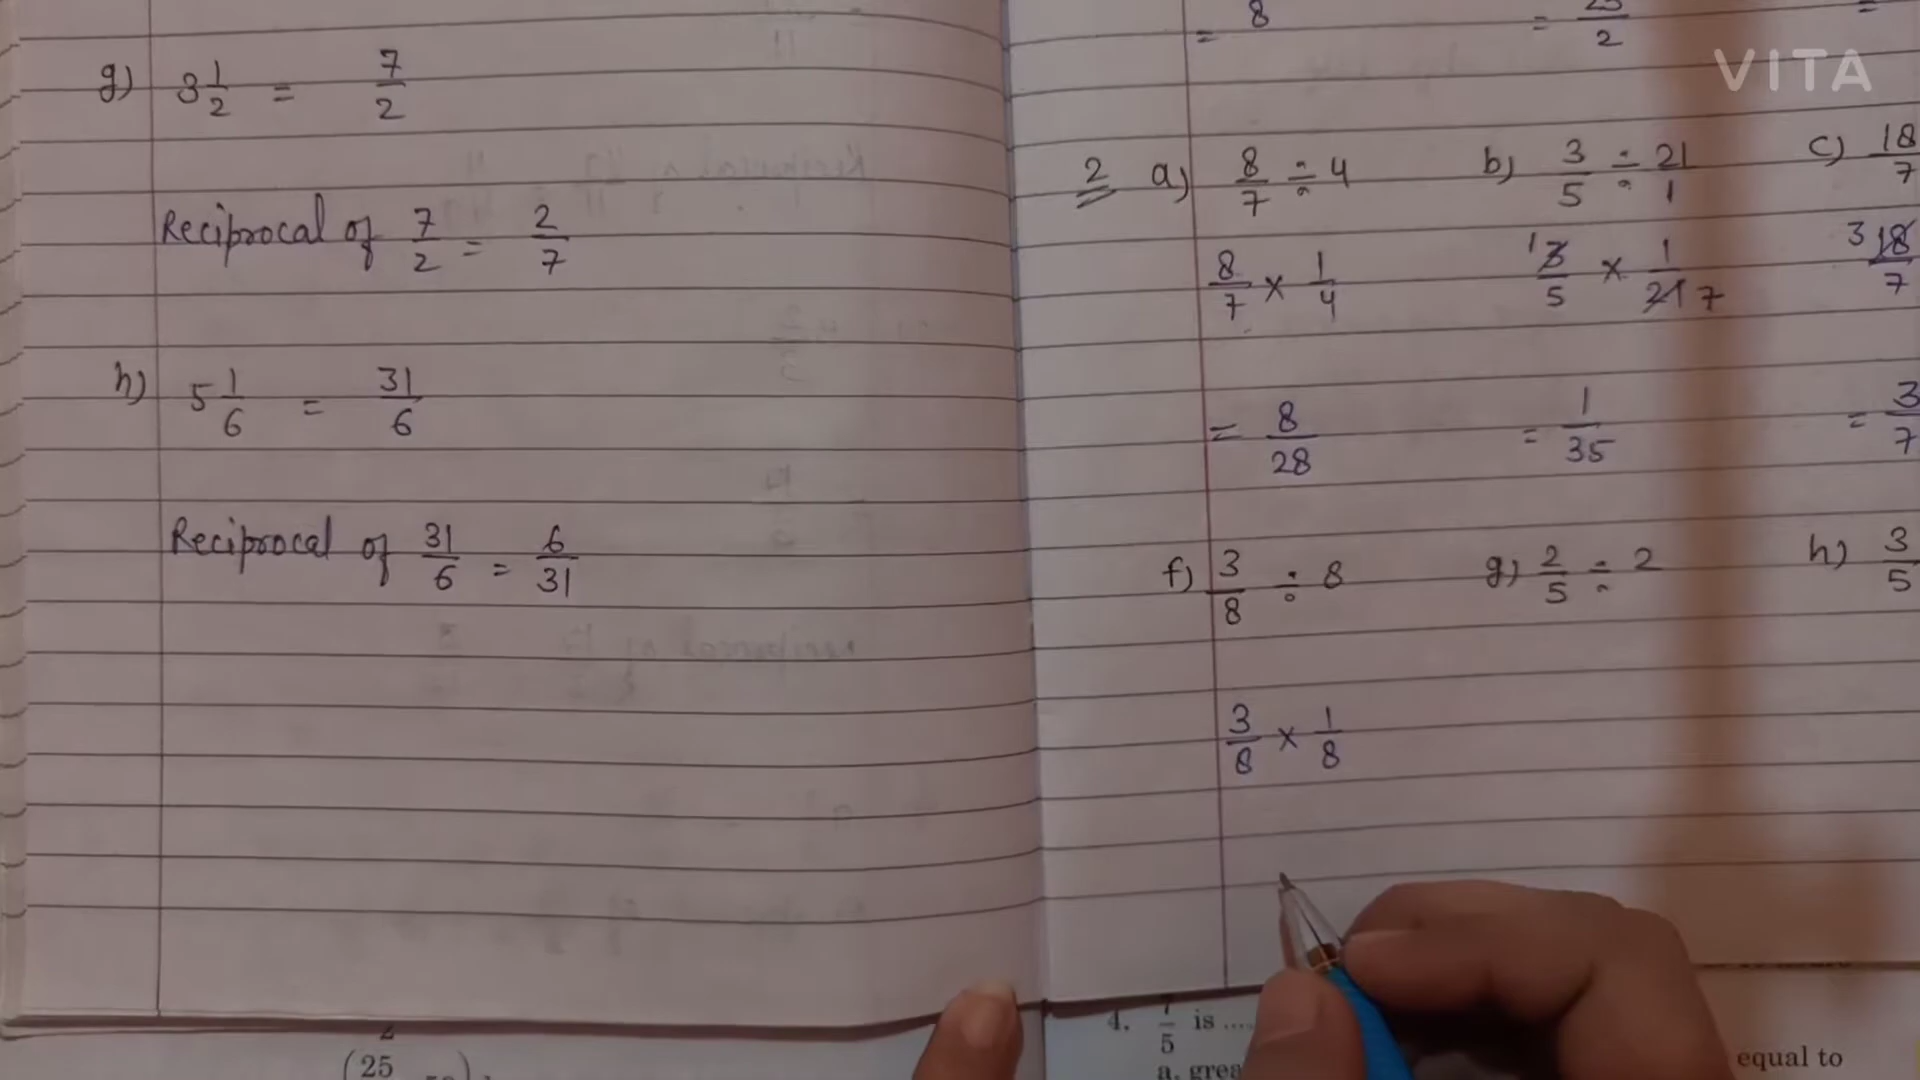 g) 3 1/2 = 7/2
Reciprocal of 7/2 = 2/7
h) 5 1/6 = 31/6
Reciprocal of 31/6 = 6/31
= 8
= 25/2
=
VITA
2 a) 8/7 ÷ 4
8/7 × 1/4
= 8/28
b) 3/5 ÷ 21/1
1 3/5 × 1/21 7
= 1/35
c) 18/7
3 18/7
= 3/7
f) 3/8 ÷ 8
3/8 × 1/8
g) 2/5 ÷ 2
h) 3/5
(25
4. 7/5 is ....
a. grea
equal to